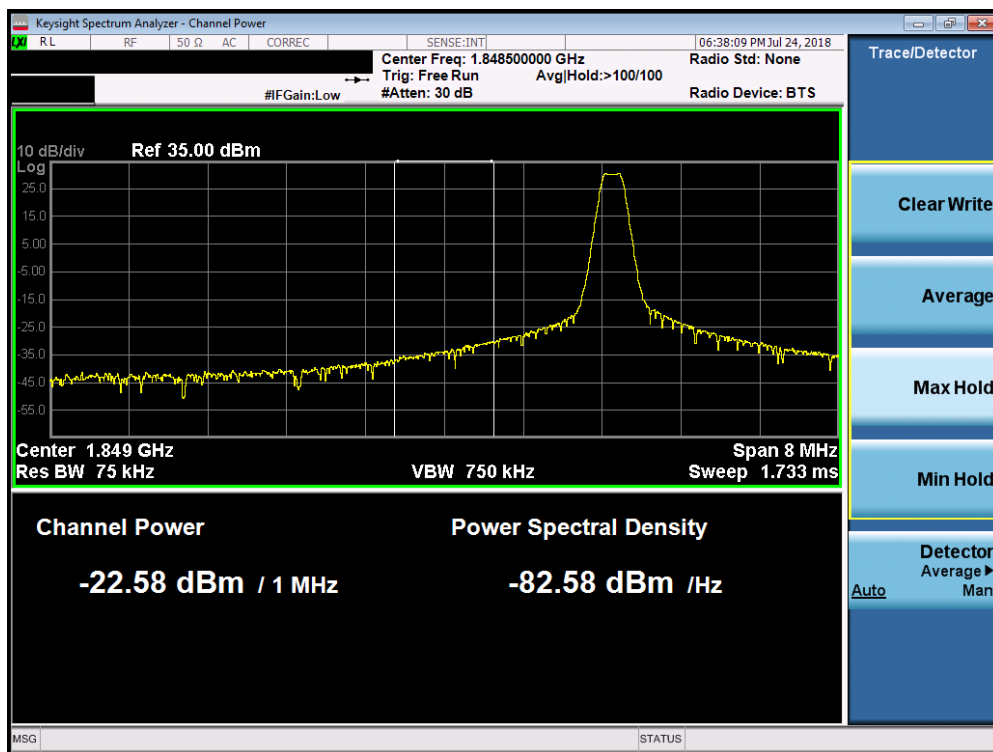 Keysight Spectrum Analyzer - Channel Power
LXI RL RF 50 Ω AC CORREC SENSE:INT 06:38:09 PM Jul 24, 2018
Center Freq: 1.848500000 GHz Radio Std: None
Trig: Free Run Avg|Hold:>100/100
#IFGain:Low #Atten: 30 dB Radio Device: BTS
10 dB/div Ref 35.00 dBm
Log
25.0
15.0
5.00
-5.00
-15.0
-25.0
-35.0
-45.0
-55.0
Center 1.849 GHz Span 8 MHz
Res BW 75 kHz VBW 750 kHz Sweep 1.733 ms
Channel Power Power Spectral Density
-22.58 dBm / 1 MHz -82.58 dBm /Hz
MSG STATUS
Trace/Detector
Clear Write
Average
Max Hold
Min Hold
Detector
Average
Auto Man